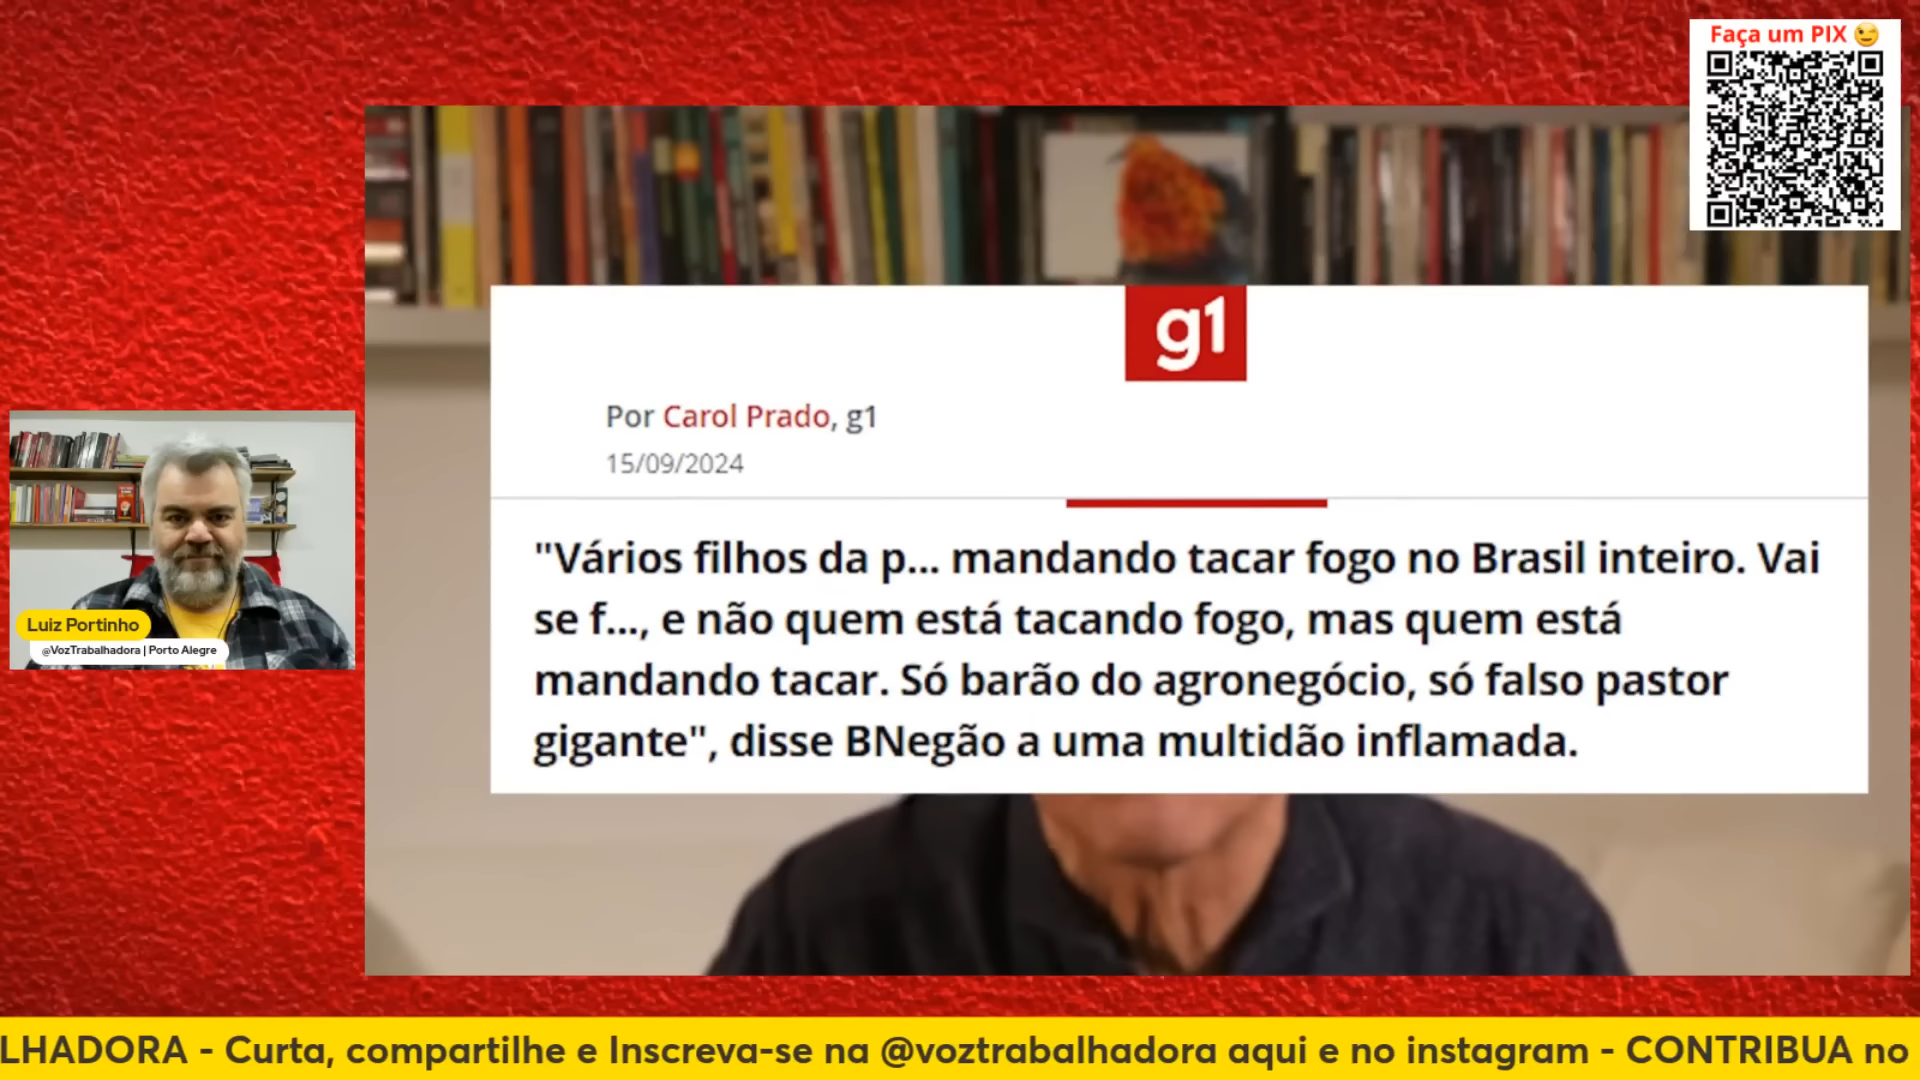 Faça um PIX
g1
Por Carol Prado, g1
15/09/2024
"Vários filhos da p... mandando tacar fogo no Brasil inteiro. Vai
se f..., e não quem está tacando fogo, mas quem está
mandando tacar. Só barão do agronegócio, só falso pastor
gigante", disse BNegão a uma multidão inflamada.
Luiz Portinho
@VozTrabalhadora | Porto Alegre
LHADORA - Curta, compartilhe e Inscreva-se na @voztrabalhadora aqui e no instagram - CONTRIBUA no